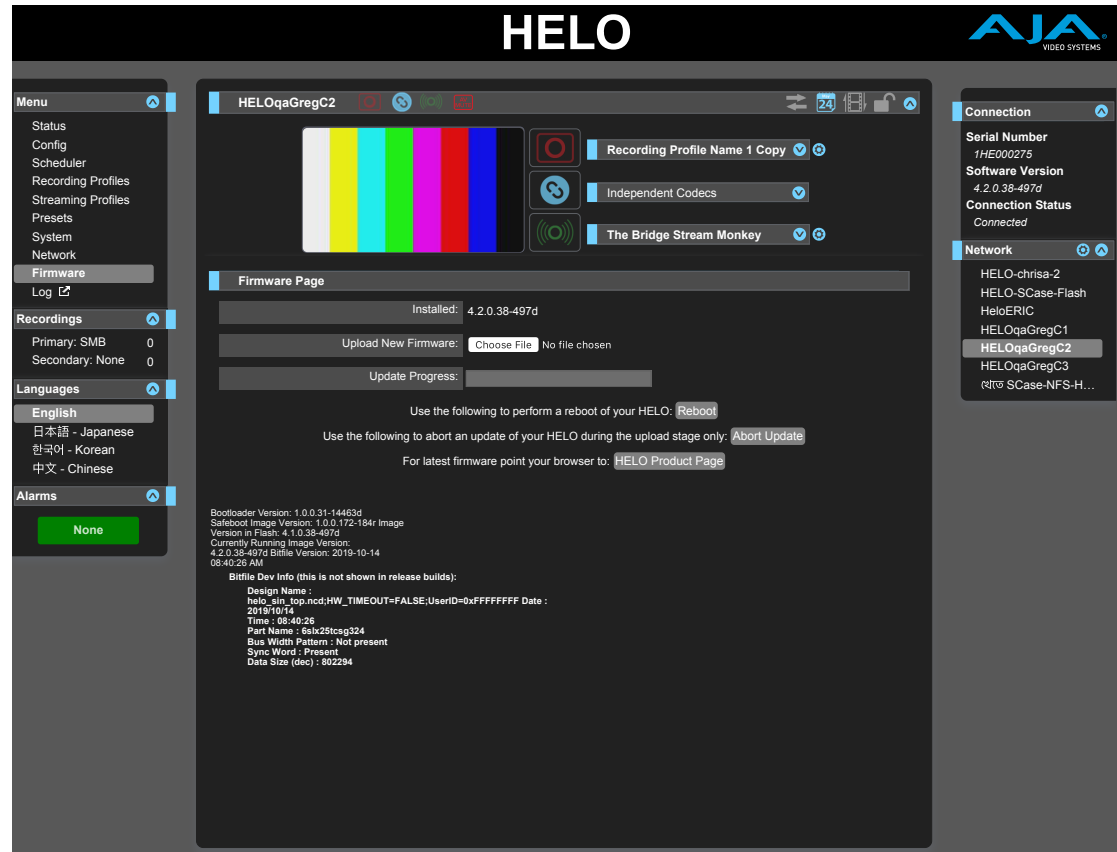 HELO
AJA
VIDEO SYSTEMS
Menu
Status
Config
Scheduler
Recording Profiles
Streaming Profiles
Presets
System
Network
Firmware
Log
Recordings
Primary: SMB 0
Secondary: None 0
Languages
English
日本語 - Japanese
한국어 - Korean
中文 - Chinese
Alarms
None
HELOqaGregC2
24
Recording Profile Name 1 Copy
Independent Codecs
The Bridge Stream Monkey
Firmware Page
Installed: 4.2.0.38-497d
Upload New Firmware: Choose File No file chosen
Update Progress:
Use the following to perform a reboot of your HELO: Reboot
Use the following to abort an update of your HELO during the upload stage only: Abort Update
For latest firmware point your browser to: HELO Product Page
Bootloader Version: 1.0.0.31-14463d
Safeboot Image Version: 1.0.0.172-184r Image
Version in Flash: 4.1.0.38-497d
Currently Running Image Version:
4.2.0.38-497d Bitfile Version: 2019-10-14
08:40:26 AM
Bitfile Dev Info (this is not shown in release builds):
Design Name :
helo_sin_top.ncd;HW_TIMEOUT=FALSE;UserID=0xFFFFFFFF Date :
2019/10/14
Time : 08:40:26
Part Name : 6slx25tcsg324
Bus Width Pattern : Not present
Sync Word : Present
Data Size (dec) : 802294
Connection
Serial Number
1HE000275
Software Version
4.2.0.38-497d
Connection Status
Connected
Network
HELO-chrisa-2
HELO-SCase-Flash
HeloERIC
HELOqaGregC1
HELOqaGregC2
HELOqaGregC3
খেতে SCase-NFS-H…